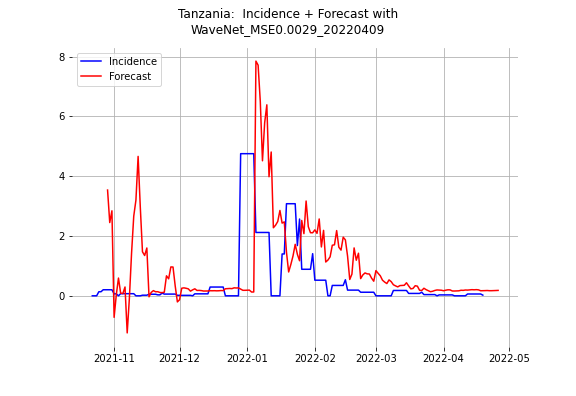 Tanzania:  Incidence + Forecast with
WaveNet_MSE0.0029_20220409
Incidence
Forecast
8
6
4
2
0
2021-11 2021-12 2022-01 2022-02 2022-03 2022-04 2022-05